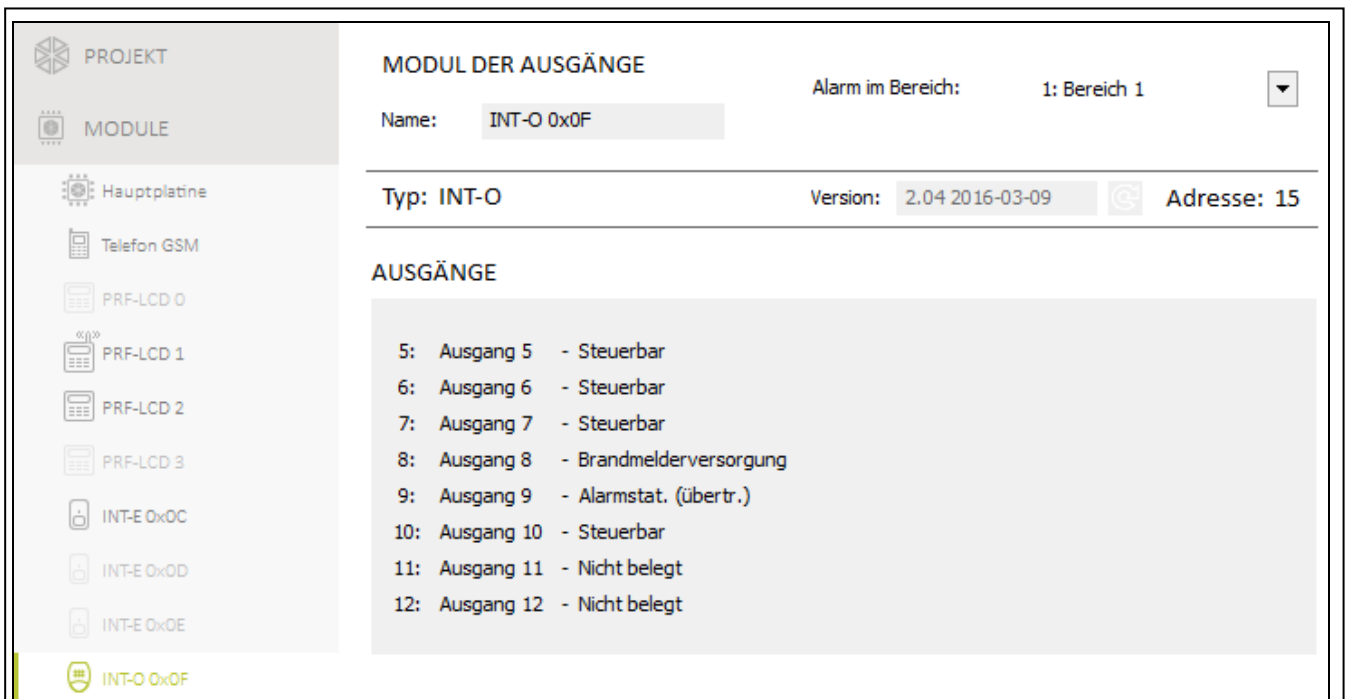 PROJEKT
MODULE
Hauptplatine
Telefon GSM
PRF-LCD 0
PRF-LCD 1
PRF-LCD 2
PRF-LCD 3
INT-E 0x0C
INT-E 0x0D
INT-E 0x0E
INT-O 0x0F
MODUL DER AUSGÄNGE
Alarm im Bereich: 1: Bereich 1
Name: INT-O 0x0F
Typ: INT-O Version: 2.04 2016-03-09 Adresse: 15
AUSGÄNGE
5: Ausgang 5 - Steuerbar
6: Ausgang 6 - Steuerbar
7: Ausgang 7 - Steuerbar
8: Ausgang 8 - Brandmelderversorgung
9: Ausgang 9 - Alarmstat. (übertr.)
10: Ausgang 10 - Steuerbar
11: Ausgang 11 - Nicht belegt
12: Ausgang 12 - Nicht belegt